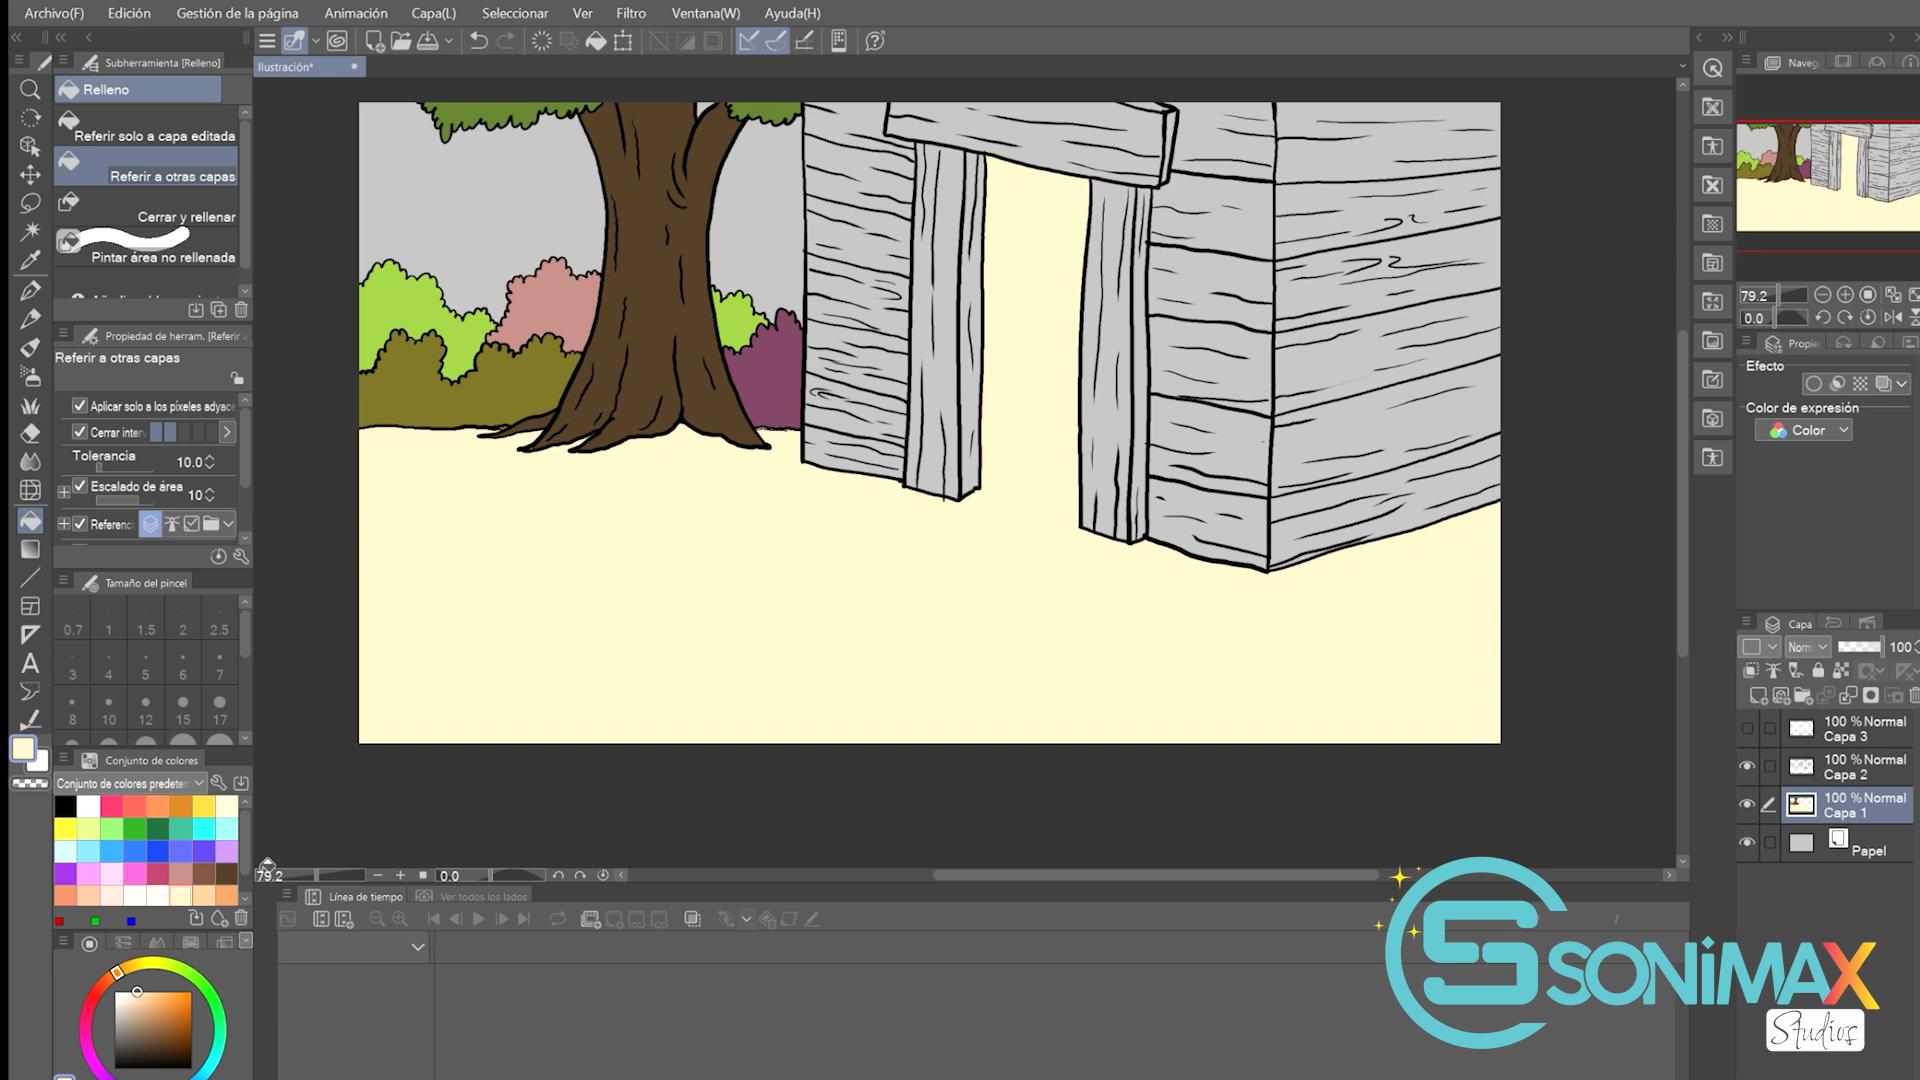 Archivo(F) Edición Gestión de la página Animación Capa(L) Seleccionar Ver Filtro Ventana(W) Ayuda(H)
Subherramienta [Relleno]
Ilustración*
Naveg
Relleno
Referir solo a capa editada
Referir a otras capas
Cerrar y rellenar
Pintar área no rellenada
Propiedad de herram. [Referir a
Referir a otras capas
Aplicar solo a los píxeles adyace
Cerrar inter
Tolerancia 10.0
Escalado de área 10
Referenci
Tamaño del pincel
0.7 1 1.5 2 2.5
3 4 5 6 7
8 10 12 15 17
Conjunto de colores
Conjunto de colores predeter
79.2
0.0
Propie
Efecto
Color de expresión
Color
Capa
Norm 100
100 % Normal
Capa 3
100 % Normal
Capa 2
100 % Normal
Capa 1
Papel
79.2 0.0
Línea de tiempo Ver todos los lados
/
SONiMAX
Studios